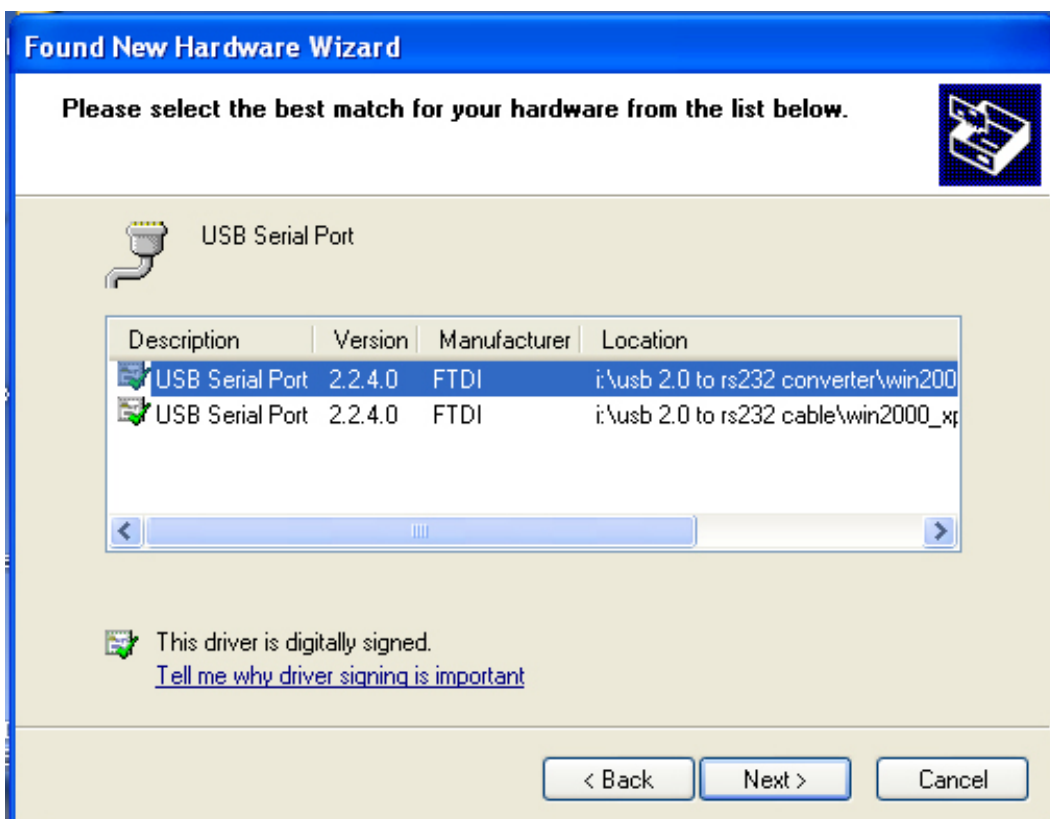 Found New Hardware Wizard
Please select the best match for your hardware from the list below.
USB Serial Port
Description Version Manufacturer Location
USB Serial Port 2.2.4.0 FTDI i:\usb 2.0 to rs232 converter\win200
USB Serial Port 2.2.4.0 FTDI i:\usb 2.0 to rs232 cable\win2000_xp
This driver is digitally signed.
Tell me why driver signing is important
< Back Next > Cancel